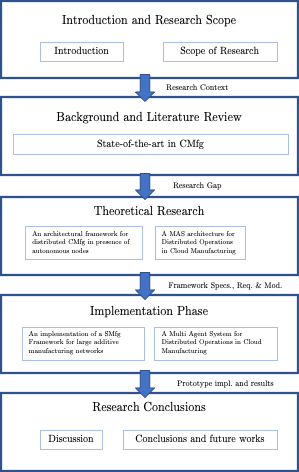 Introduction and Research Scope
Introduction
Scope of Research
Research Context
Background and Literature Review
State-of-the-art in CMfg
Research Gap
Theoretical Research
An architectural framework for
distributed CMfg in presence of
autonomous nodes
A MAS architecture for
Distributed Operations
in Cloud Manufacturing
Framework Specs., Req. & Mod.
Implementation Phase
An implementation of a SMfg
Framework for large additive
manufacturing networks
A Multi Agent System for
Distributed Operations in Cloud
Manufacturing
Prototype impl. and results
Research Conclusions
Discussion
Conclusions and future works